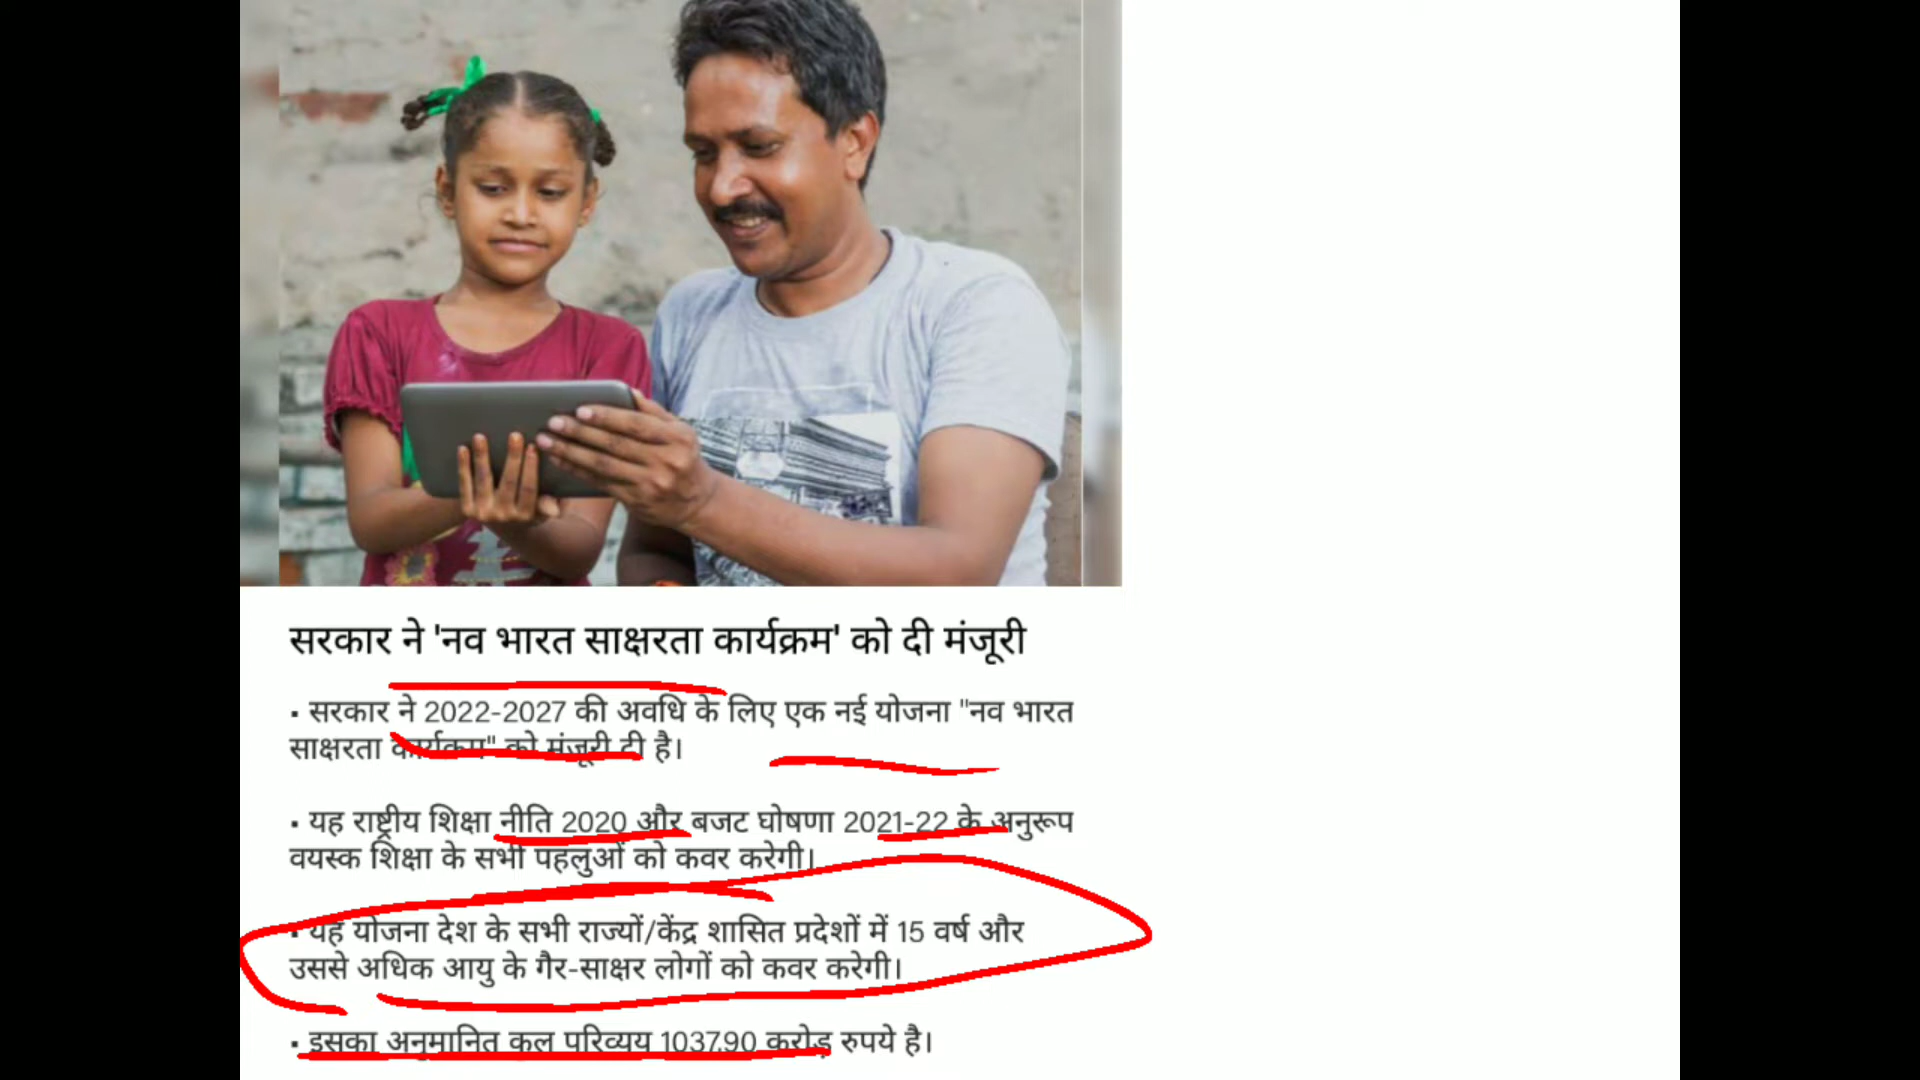 सरकार ने 'नव भारत साक्षरता कार्यक्रम' को दी मंजूरी
▪ सरकार ने 2022-2027 की अवधि के लिए एक नई योजना "नव भारत
साक्षरता कार्यक्रम" को मंजूरी दी है।
▪ यह राष्ट्रीय शिक्षा नीति 2020 और बजट घोषणा 2021-22 के अनुरूप
वयस्क शिक्षा के सभी पहलुओं को कवर करेगी।
▪ यह योजना देश के सभी राज्यों/केंद्र शासित प्रदेशों में 15 वर्ष और
उससे अधिक आयु के गैर-साक्षर लोगों को कवर करेगी।
▪ इसका अनुमानित कुल परिव्यय 1037.90 करोड़ रुपये है।